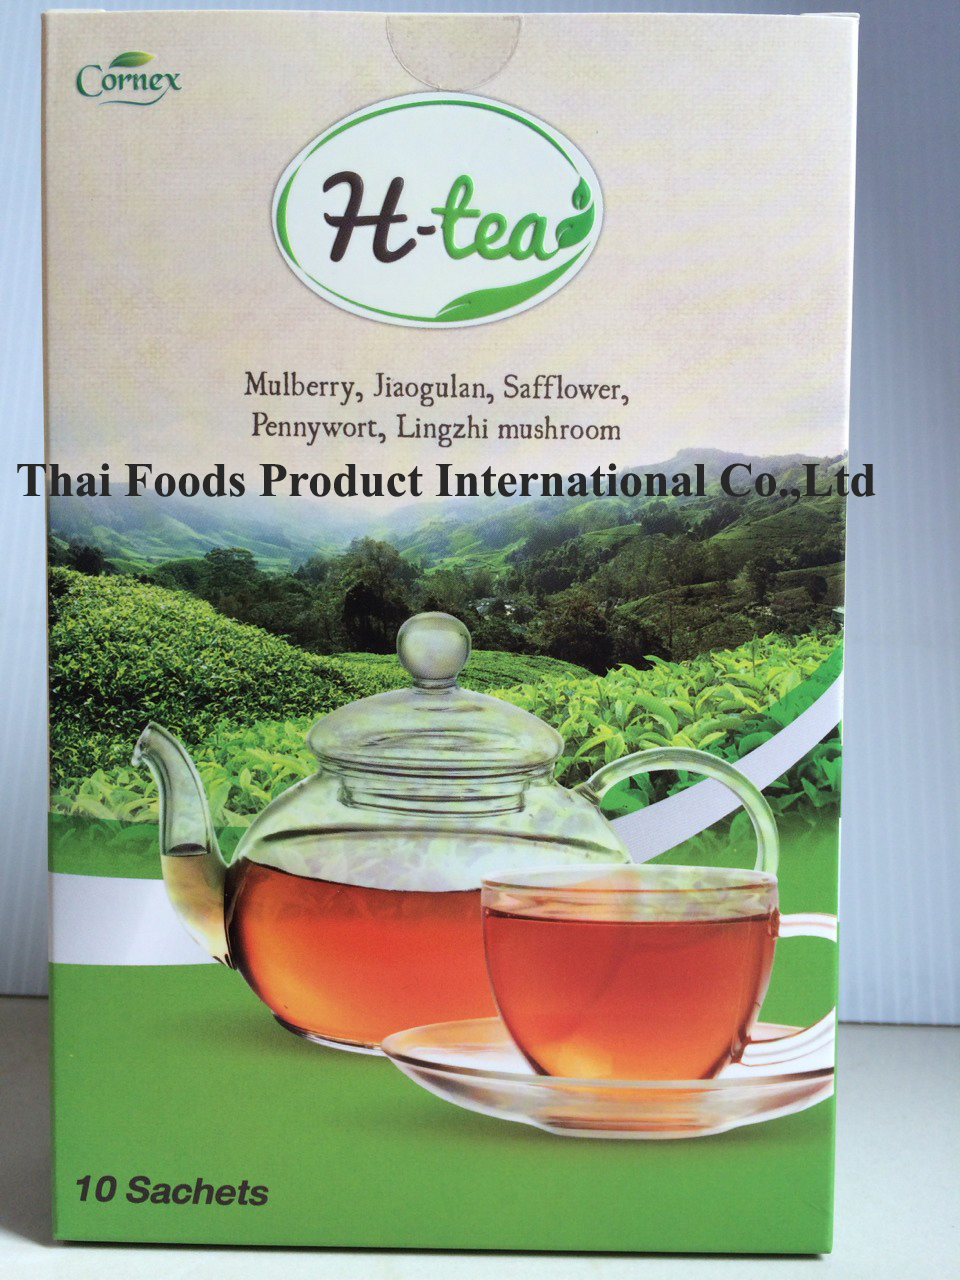 Cornex
H-tea
Mulberry, Jiaogulan, Safflower,
Pennywort, Lingzhi mushroom
Thai Foods Product International Co.,Ltd
10 Sachets